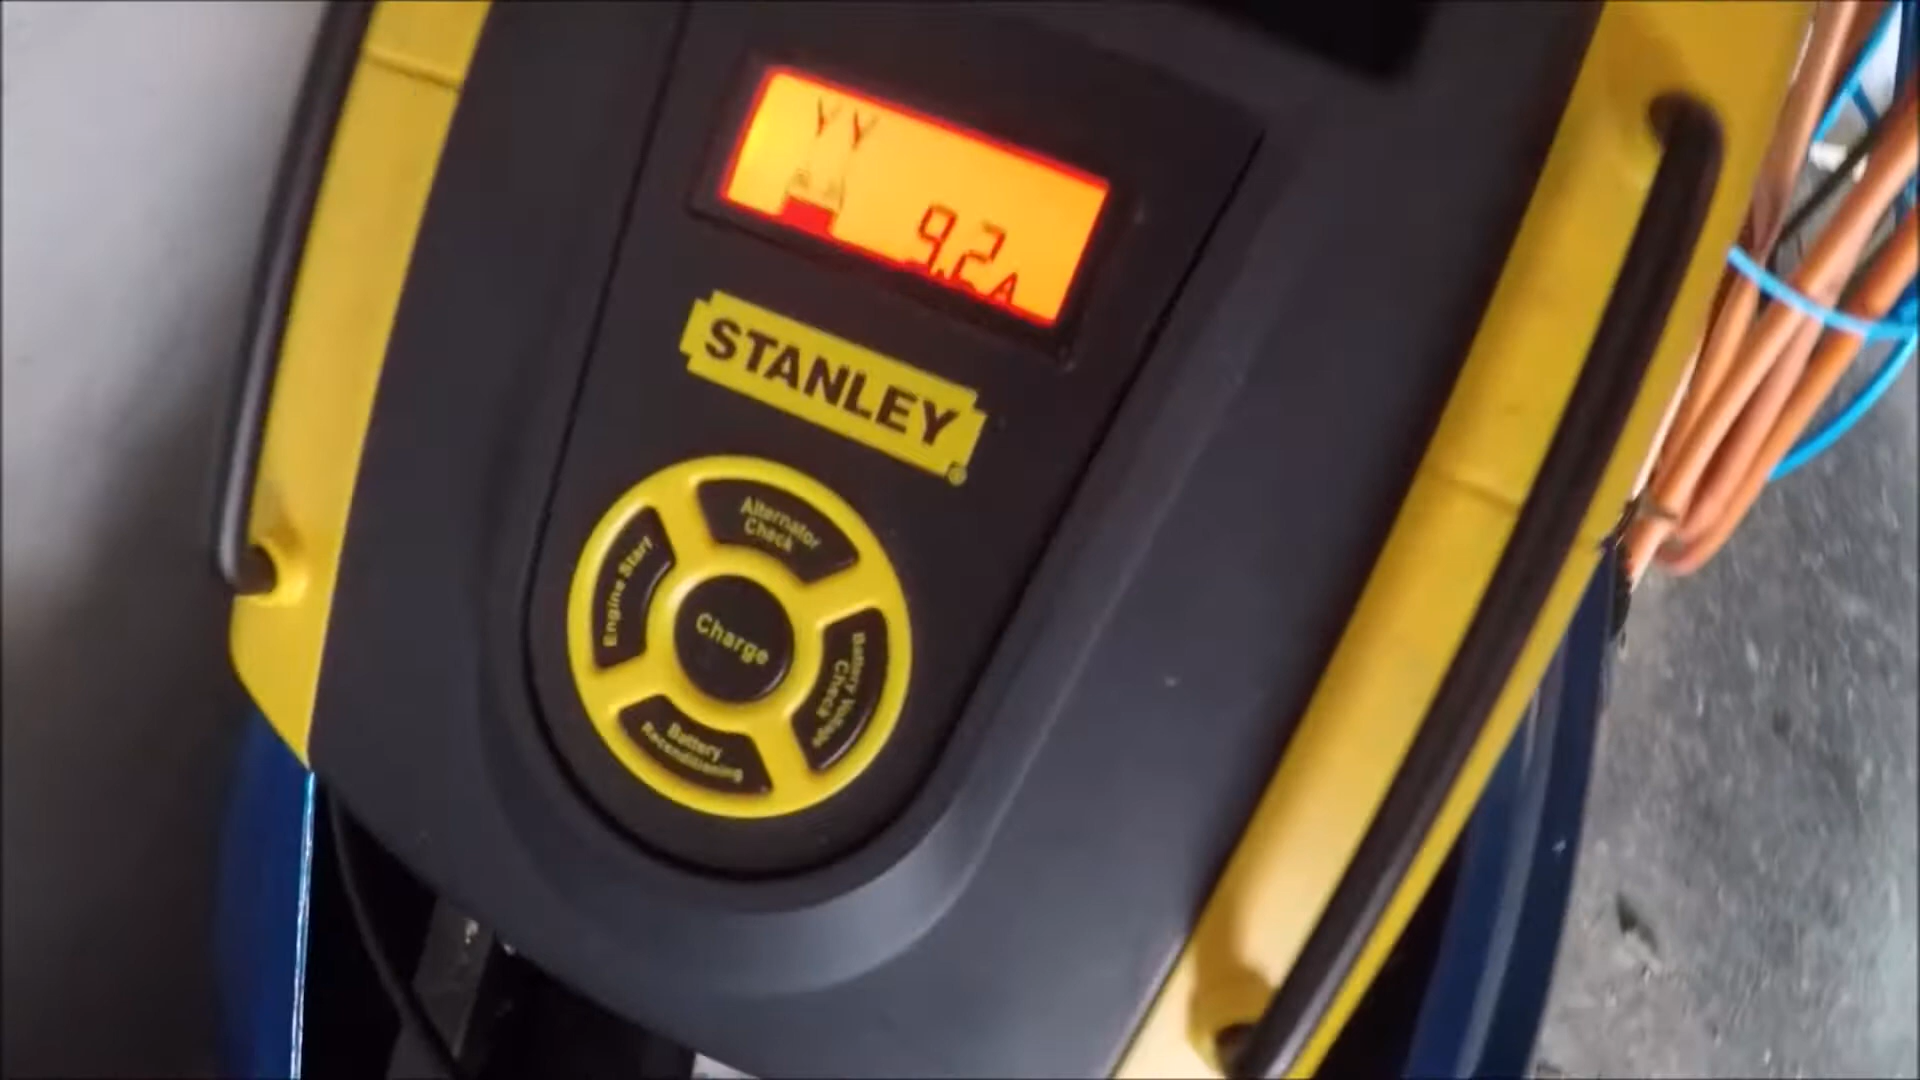 9.2A
STANLEY
®
Alternator
Check
Engine Start
Charge
Battery Voltage
Check
Battery
Reconditioning